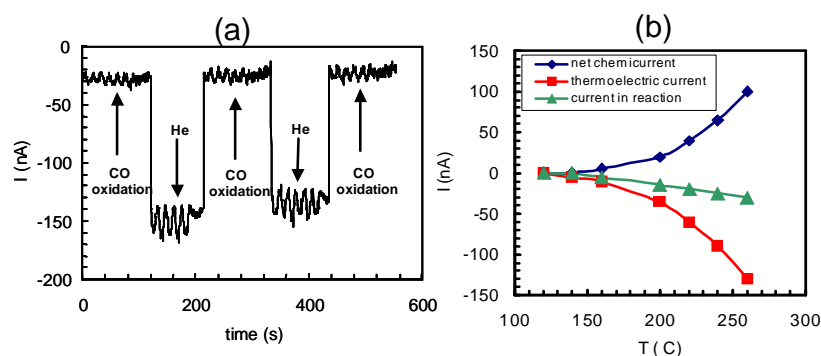 (a)
0
-50
-100
-150
-200
I (nA)
CO
oxidation
He
CO
oxidation
He
CO
oxidation
0
200
400
600
time (s)
(b)
150
100
50
0
-50
-100
-150
I (nA)
net chemicurrent
thermoelectric current
current in reaction
100
150
200
250
300
T ( C)